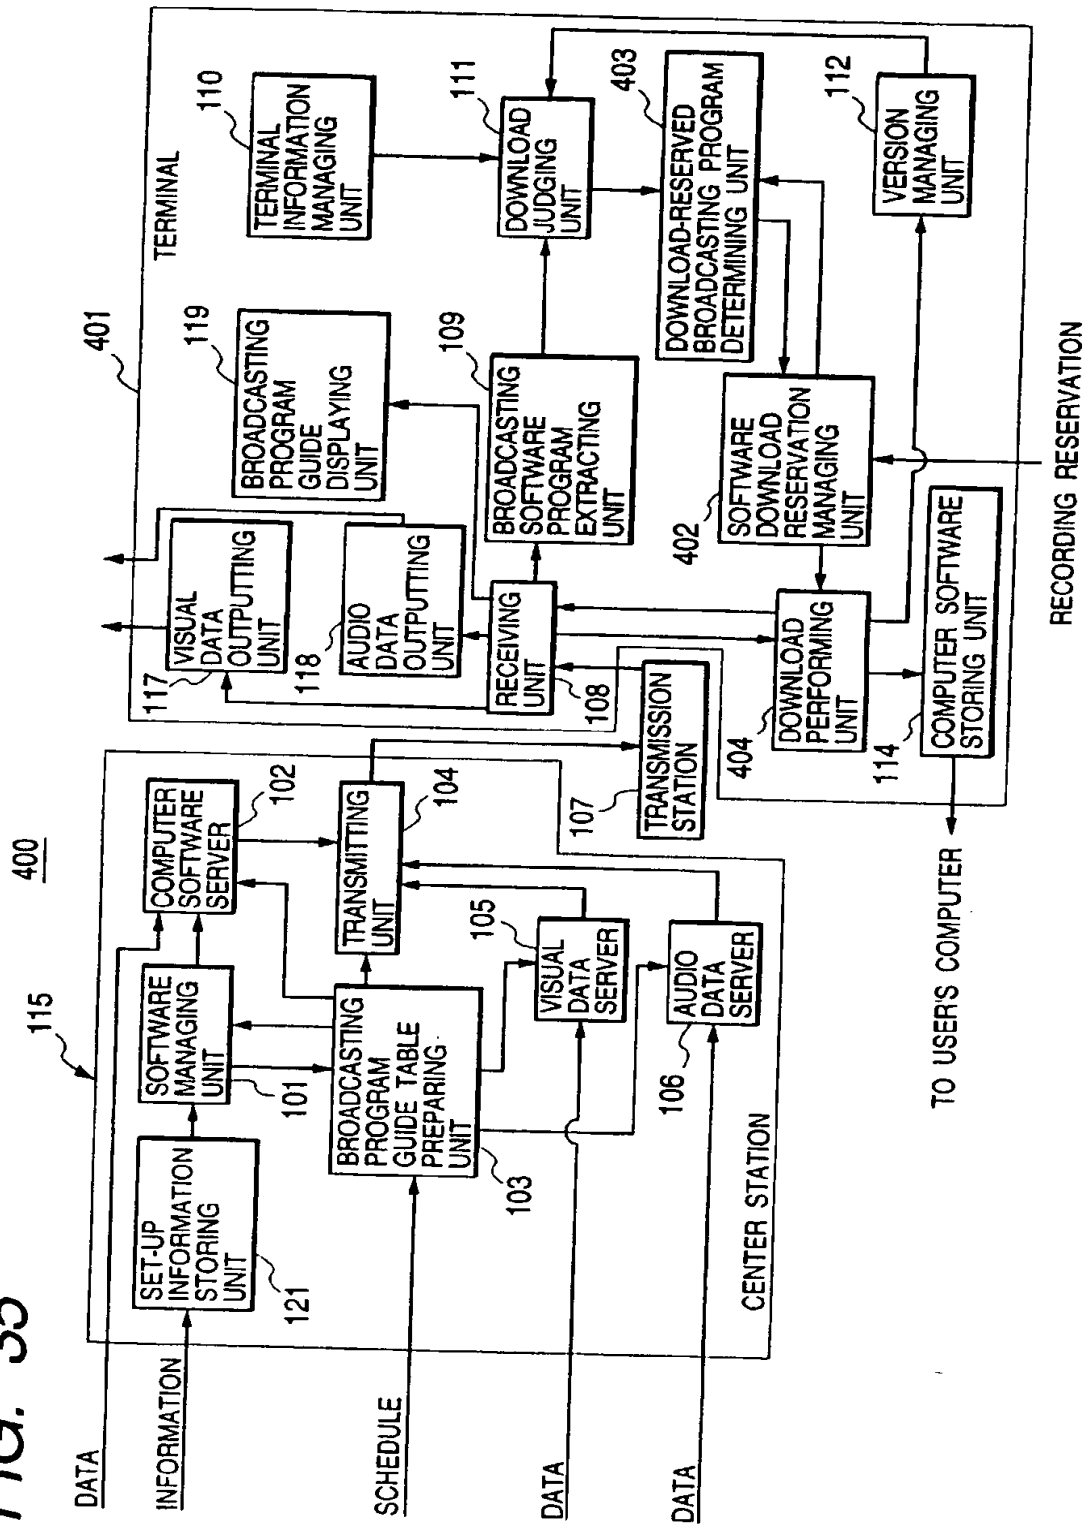 FIG. 35
400
DATA
INFORMATION
SCHEDULE
DATA
DATA
115
SET-UP
INFORMATION
STORING
UNIT
121
SOFTWARE
MANAGING
UNIT
101
COMPUTER
SOFTWARE
SERVER
102
BROADCASTING
PROGRAM
GUIDE TABLE
PREPARING
UNIT
103
TRANSMITTING
UNIT
104
VISUAL
DATA
SERVER
105
AUDIO
DATA
SERVER
106
CENTER STATION
TRANSMISSION
STATION
107
401
TERMINAL
VISUAL
DATA
OUTPUTTING
UNIT
117
AUDIO
DATA
OUTPUTTING
UNIT
118
BROADCASTING
PROGRAM
GUIDE
DISPLAYING
UNIT
119
TERMINAL
INFORMATION
MANAGING
UNIT
110
RECEIVING
UNIT
108
BROADCASTING
SOFTWARE
PROGRAM
EXTRACTING
UNIT
109
DOWNLOAD
JUDGING
UNIT
111
DOWNLOAD-RESERVED
BROADCASTING PROGRAM
DETERMINING UNIT
403
SOFTWARE
DOWNLOAD
RESERVATION
MANAGING
UNIT
402
DOWNLOAD
PERFORMING
UNIT
404
VERSION
MANAGING
UNIT
112
COMPUTER SOFTWARE
STORING UNIT
114
TO USER'S COMPUTER
RECORDING RESERVATION